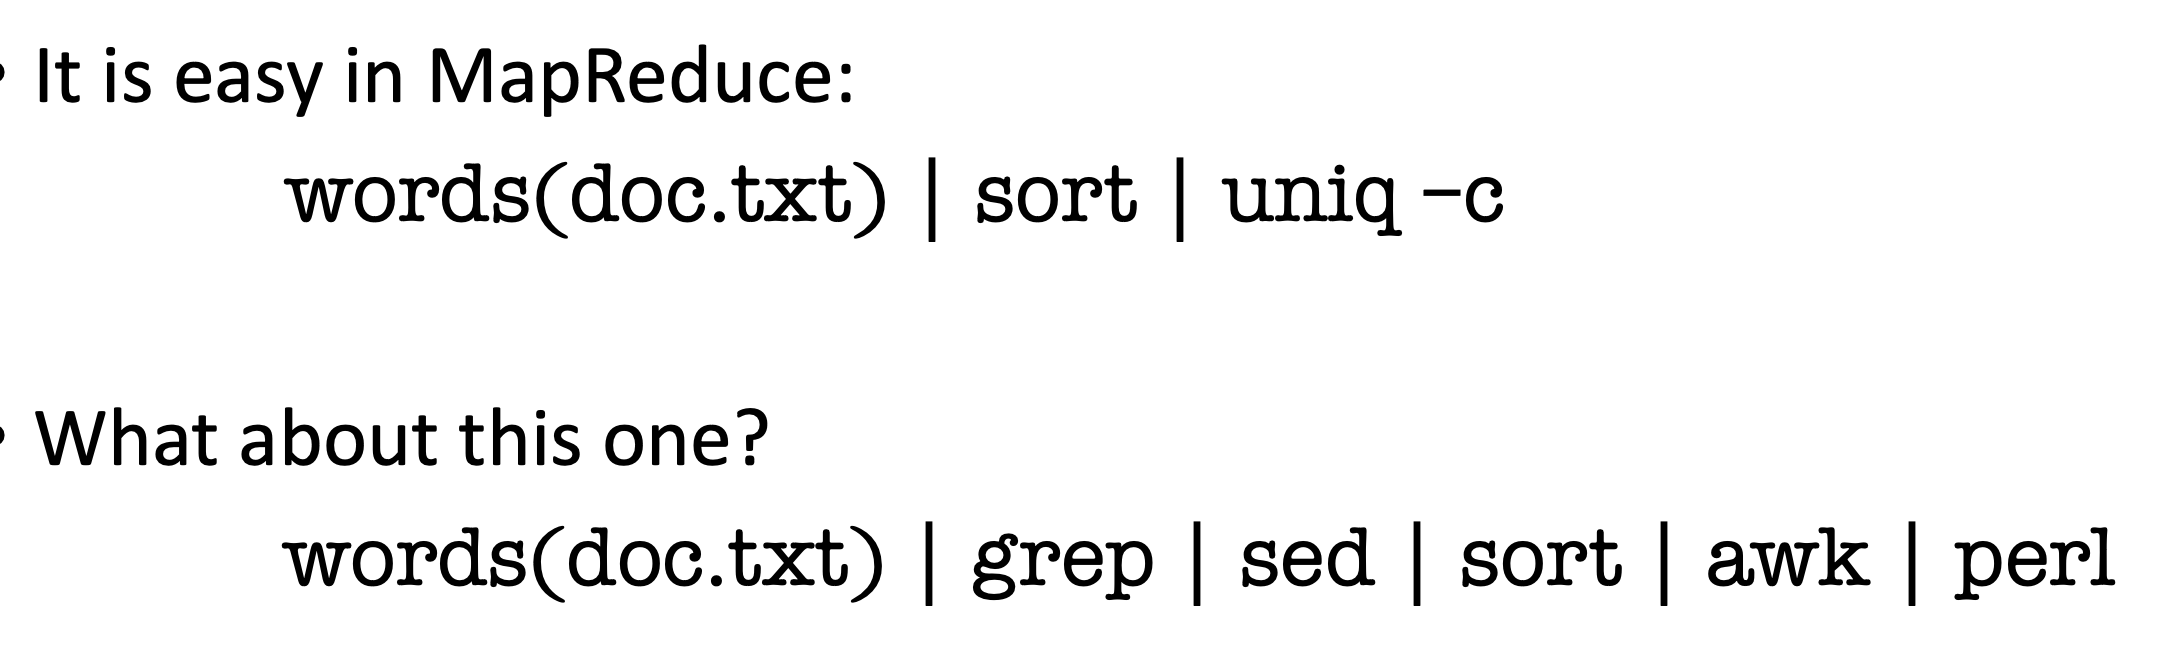 • It is easy in MapReduce:
words(doc.txt) | sort | uniq –c
• What about this one?
words(doc.txt) | grep | sed | sort | awk | perl